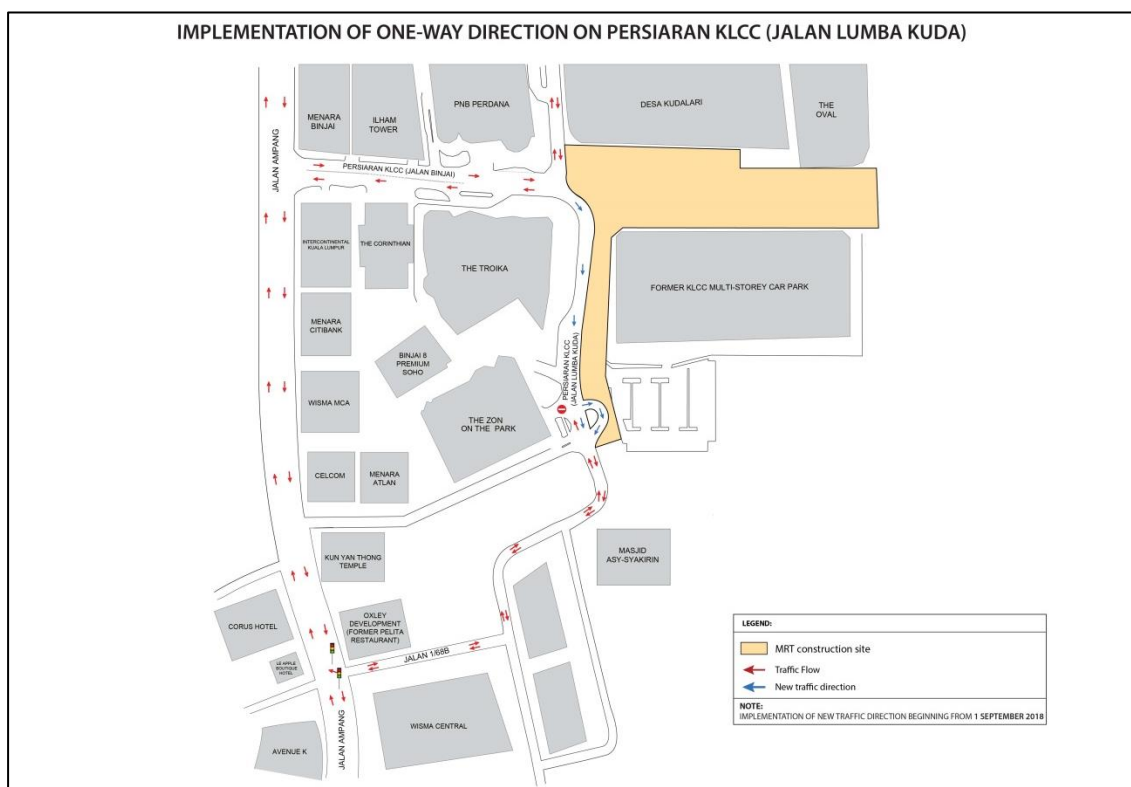 IMPLEMENTATION OF ONE-WAY DIRECTION ON PERSIARAN KLCC (JALAN LUMBA KUDA)
MENARA
BINJAI
ILHAM
TOWER
PNB PERDANA
DESA KUDALARI
THE
OVAL
JALAN AMPANG
PERSIARAN KLCC (JALAN BINJAI)
INTERCONTINENTAL
KUALA LUMPUR
THE CORINTHIAN
THE TROIKA
FORMER KLCC MULTI-STOREY CAR PARK
MENARA
CITIBANK
BINJAI 8
PREMIUM
SOHO
PERSIARAN KLCC
(JALAN LUMBA KUDA)
WISMA MCA
THE ZON
ON THE PARK
CELCOM
MENARA
ATLAN
KUN YAN THONG
TEMPLE
MASJID
ASY-SYAKIRIN
CORUS HOTEL
OXLEY
DEVELOPMENT
(FORMER PELITA
RESTAURANT)
LE APPLE
BOUTIQUE
HOTEL
JALAN 1/68B
WISMA CENTRAL
AVENUE K
JALAN AMPANG
LEGEND:
MRT construction site
Traffic Flow
New traffic direction
NOTE:
IMPLEMENTATION OF NEW TRAFFIC DIRECTION BEGINNING FROM 1 SEPTEMBER 2018